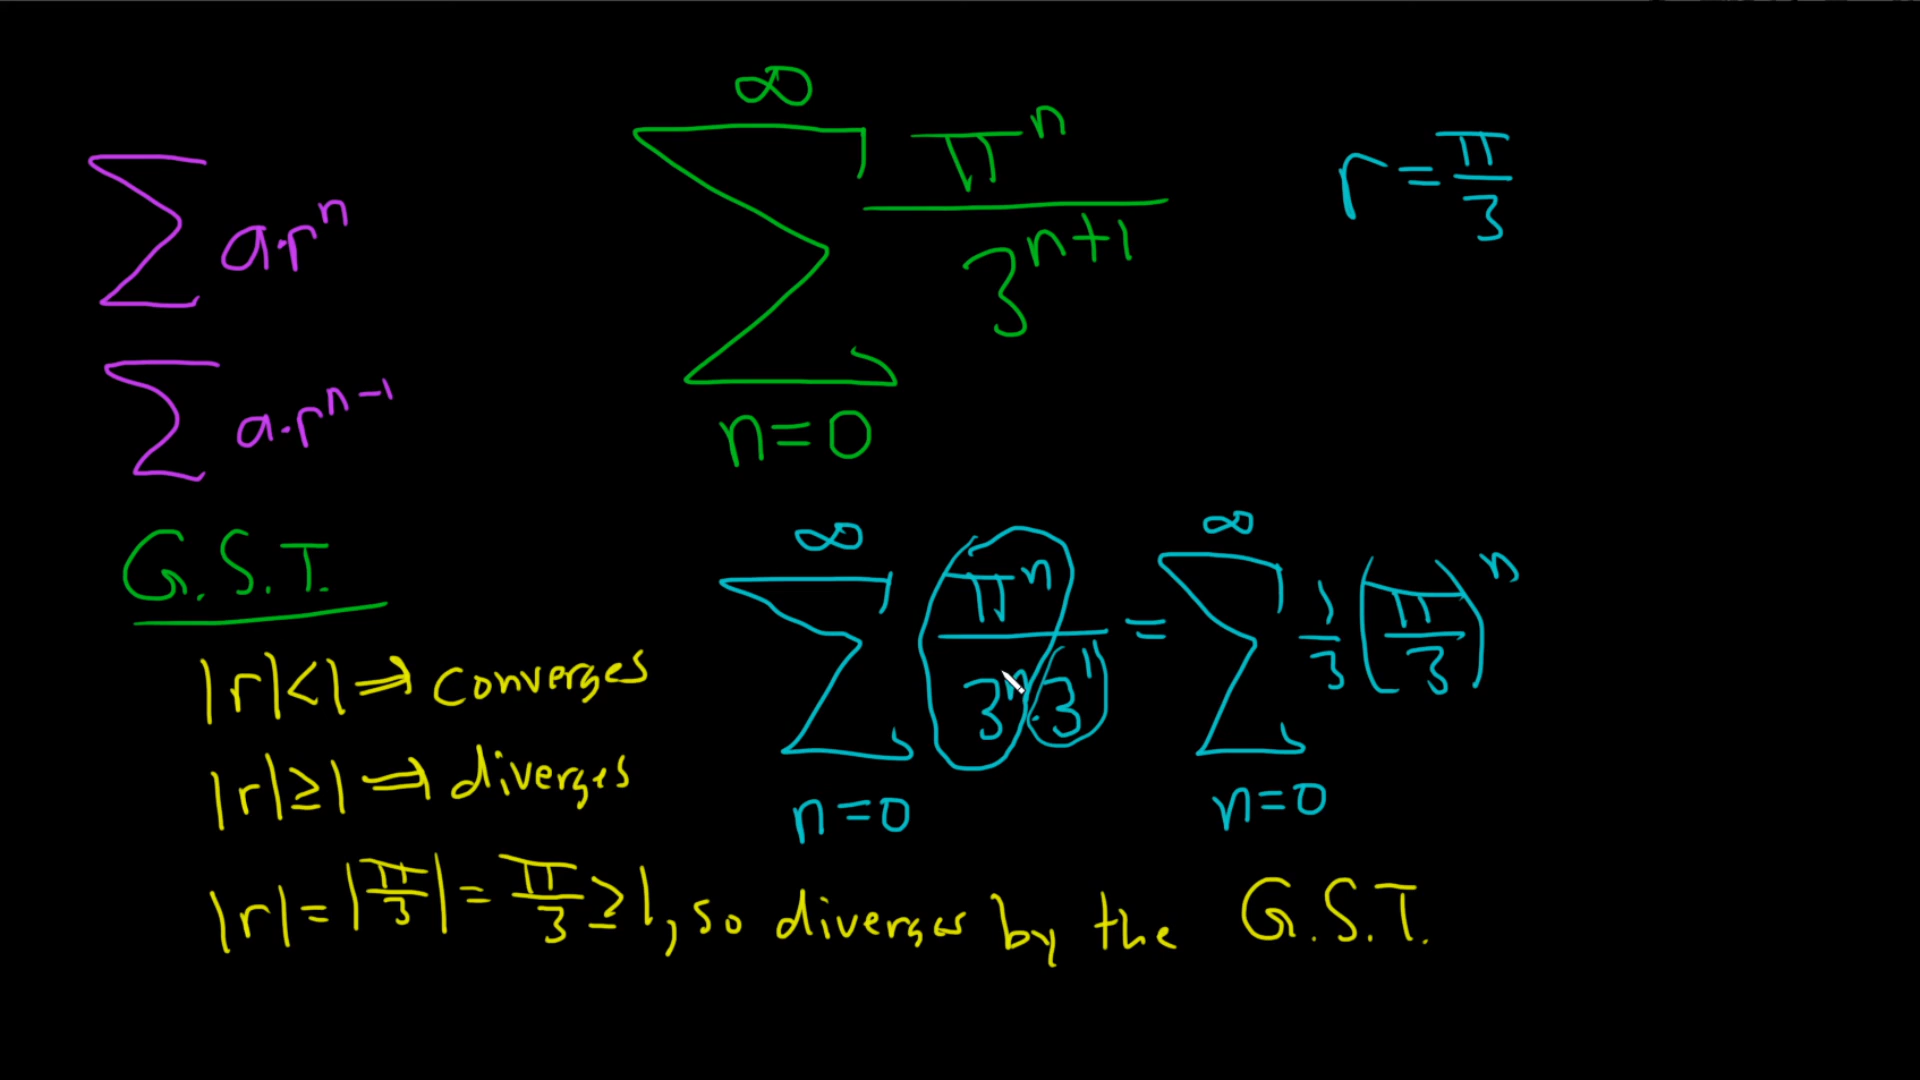 ∑ a·rⁿ
∑ a·rⁿ⁻¹
∞ ∑ n=0 πⁿ / 3ⁿ⁺¹
r = π/3
G.S.T.
|r|<1 ⇒ converges
|r|≥1 ⇒ diverges
∞ ∑ n=0 πⁿ / 3ⁿ·3¹ = ∞ ∑ n=0 1/3 (π/3)ⁿ
|r| = |π/3| = π/3 ≥ 1, so diverges by the G.S.T.